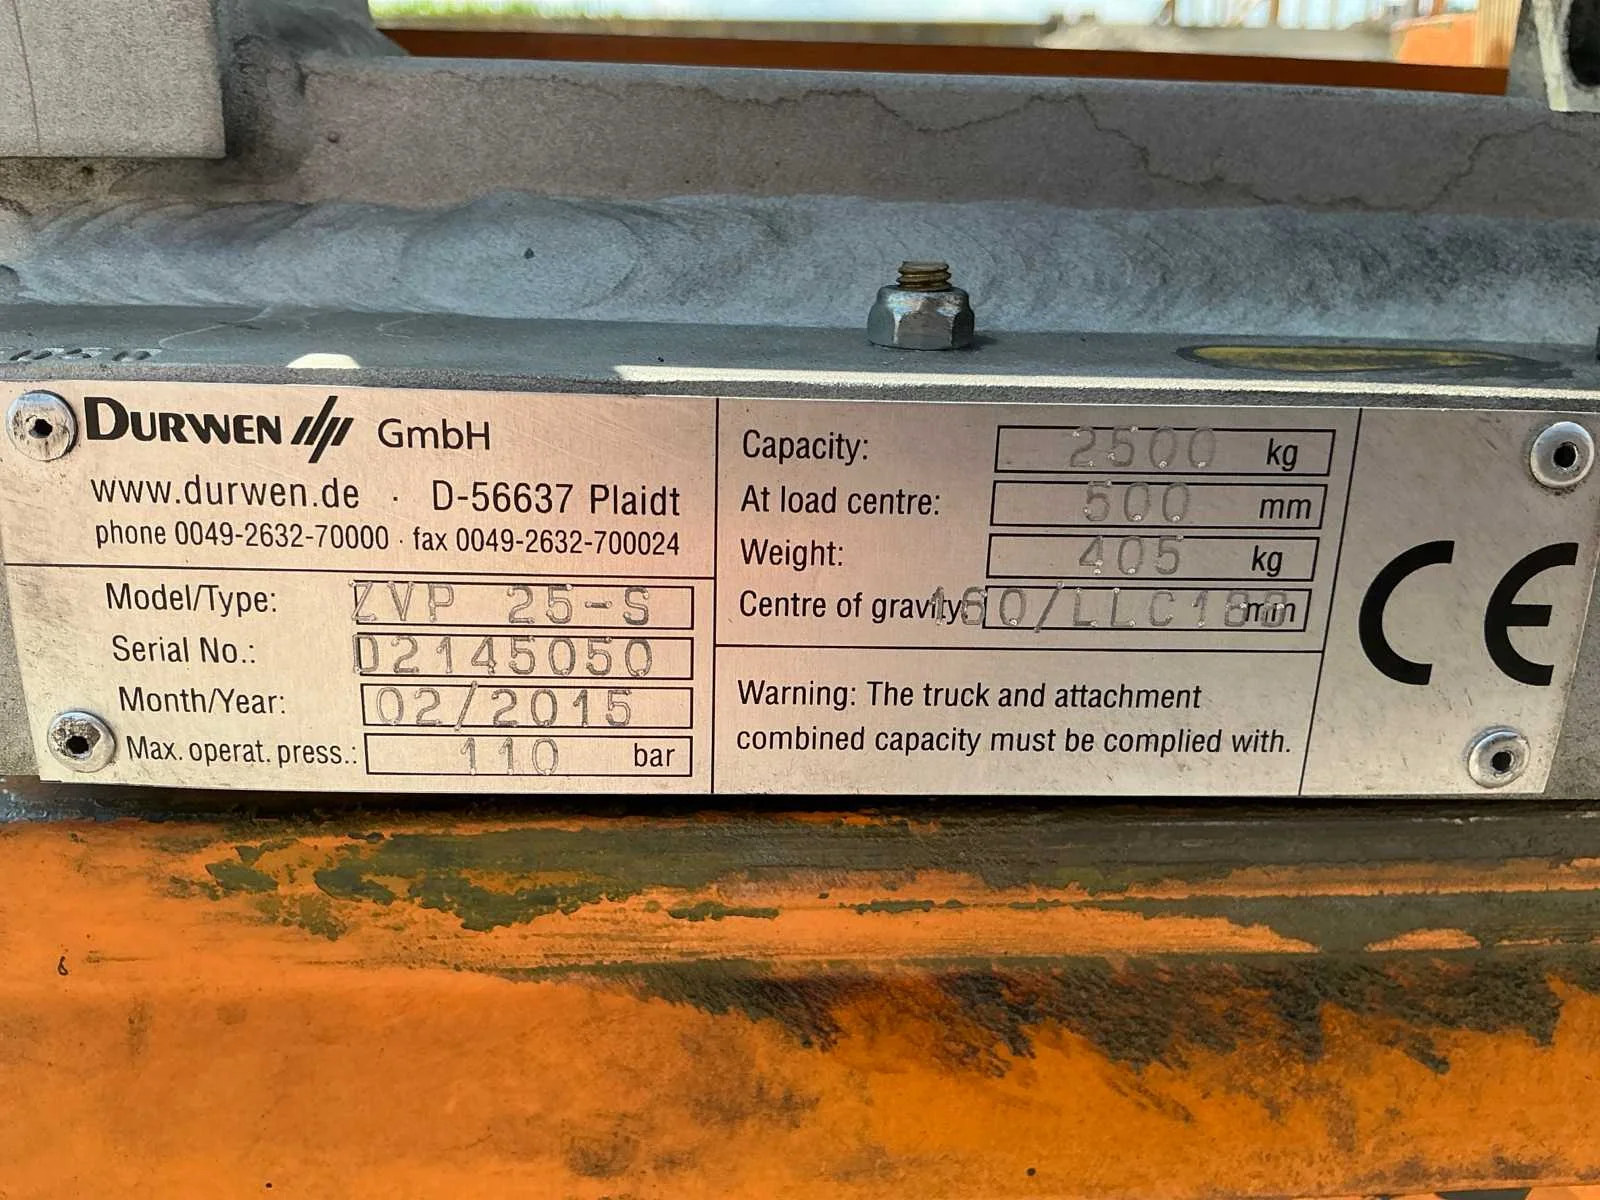 DURWEN GmbH
www.durwen.de · D-56637 Plaidt
phone 0049-2632-70000 · fax 0049-2632-700024
Model/Type: ZVP 25-S
Serial No.: D2145050
Month/Year: 02/2015
Max. operat. press.: 110 bar
Capacity: 2500 kg
At load centre: 500 mm
Weight: 405 kg
Centre of gravity 160/LLC180 mm
Warning: The truck and attachment
combined capacity must be complied with.
CE